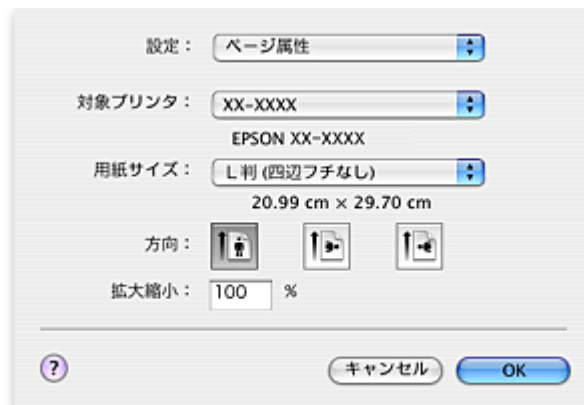 設定： ページ属性
対象プリンタ： XX-XXXX
EPSON XX-XXXX
用紙サイズ： L判 (四辺フチなし)
20.99 cm × 29.70 cm
方向：
拡大縮小： 100 %
? キャンセル OK